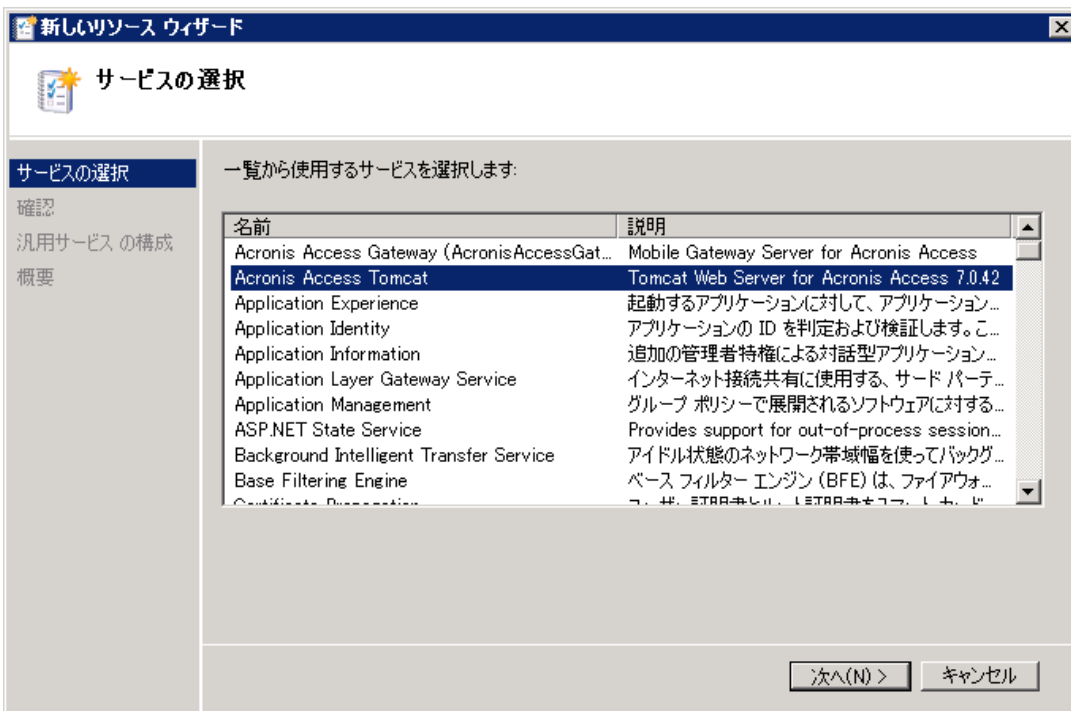 新しいリソース ウィザード
サービスの選択
サービスの選択
確認
汎用サービス の構成
概要
一覧から使用するサービスを選択します:
名前 説明
Acronis Access Gateway (AcronisAccessGat... Mobile Gateway Server for Acronis Access
Acronis Access Tomcat Tomcat Web Server for Acronis Access 7.0.42
Application Experience 起動するアプリケーションに対して、アプリケーション...
Application Identity アプリケーションの ID を判定および検証します。こ...
Application Information 追加の管理者特権による対話型アプリケーション...
Application Layer Gateway Service インターネット接続共有に使用する、サード パーテ...
Application Management グループ ポリシーで展開されるソフトウェアに対する...
ASP.NET State Service Provides support for out-of-process session...
Background Intelligent Transfer Service アイドル状態のネットワーク帯域幅を使ってバックグ...
Base Filtering Engine ベース フィルター エンジン (BFE) は、ファイアウォ...
次へ(N) > キャンセル